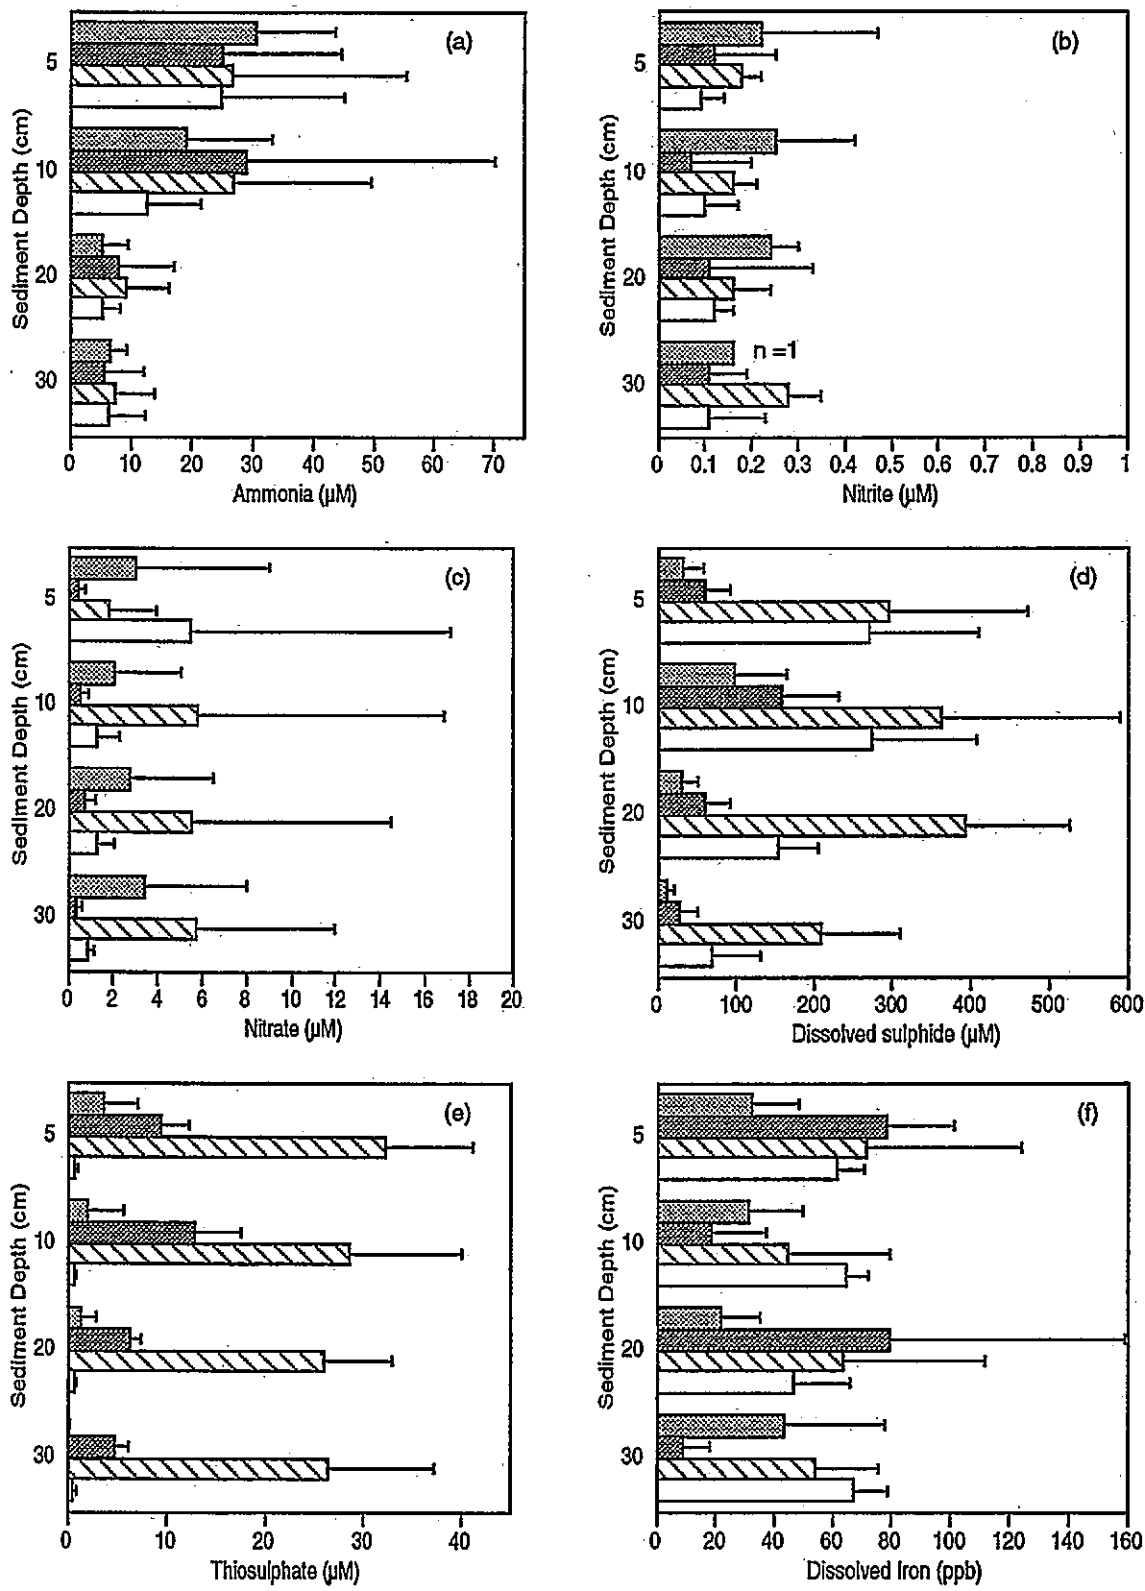 (a)
5
10
20
30
Sediment Depth (cm)
0 10 20 30 40 50 60 70
Ammonia (µM)
(b)
5
10
20
30
n =1
Sediment Depth (cm)
0 0.1 0.2 0.3 0.4 0.5 0.6 0.7 0.8 0.9 1
Nitrite (µM)
(c)
5
10
20
30
Sediment Depth (cm)
0 2 4 6 8 10 12 14 16 18 20
Nitrate (µM)
(d)
5
10
20
30
Sediment Depth (cm)
0 100 200 300 400 500 600
Dissolved sulphide (µM)
(e)
5
10
20
30
Sediment Depth (cm)
0 10 20 30 40
Thiosulphate (µM)
(f)
5
10
20
30
Sediment Depth (cm)
0 20 40 60 80 100 120 140 160
Dissolved Iron (ppb)